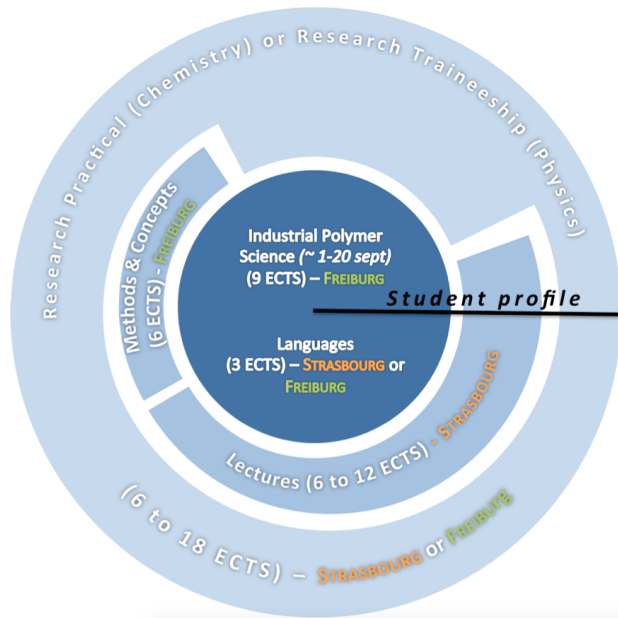 Research Practical (Chemistry) or Research Traineeship (Physics)
(6 to 18 ECTS) – STRASBOURG or FREIBURG
Methods & Concepts
(6 ECTS) - FREIBURG
Industrial Polymer
Science (~ 1-20 sept)
(9 ECTS) – FREIBURG
Student profile
Languages
(3 ECTS) – STRASBOURG or
FREIBURG
Lectures (6 to 12 ECTS) - STRASBOURG